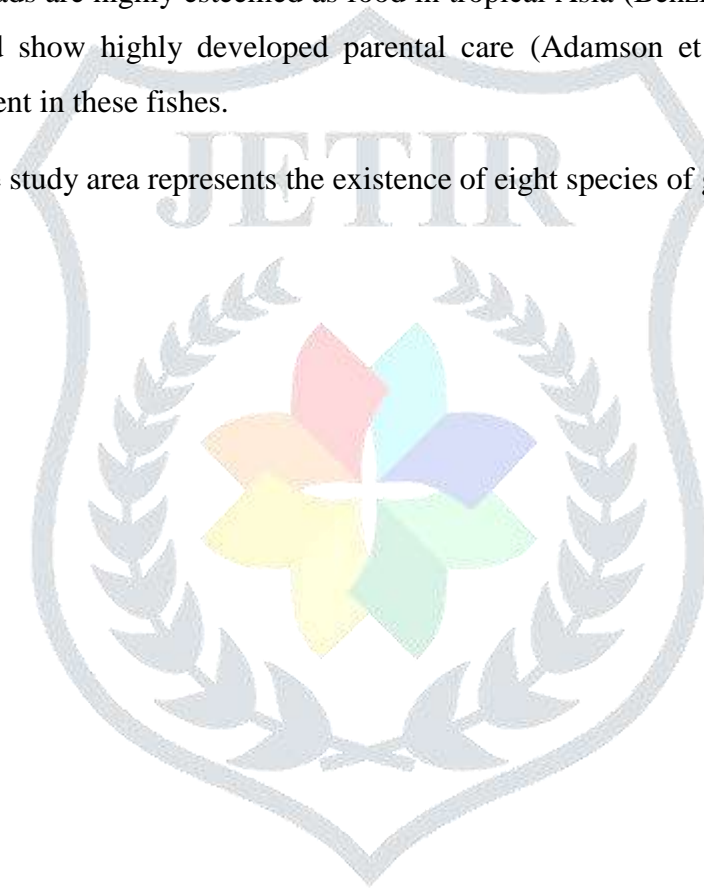 ads are highly esteemed as food in tropical Asia (Benzi
d show highly developed parental care (Adamson et
ent in these fishes.
study area represents the existence of eight species of
JETIR